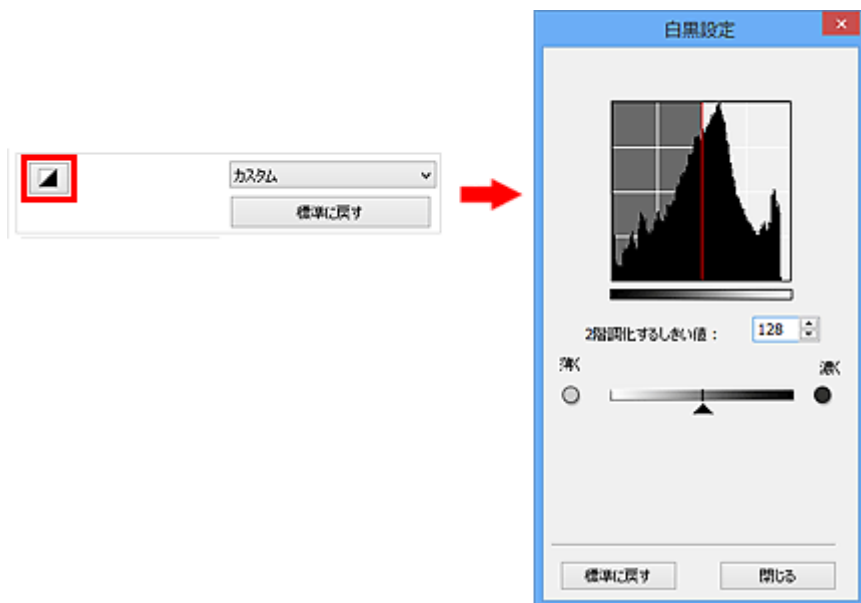 カスタム
標準に戻す
白黒設定
2階調化するしきい値： 128
薄く 濃く
標準に戻す 閉じる